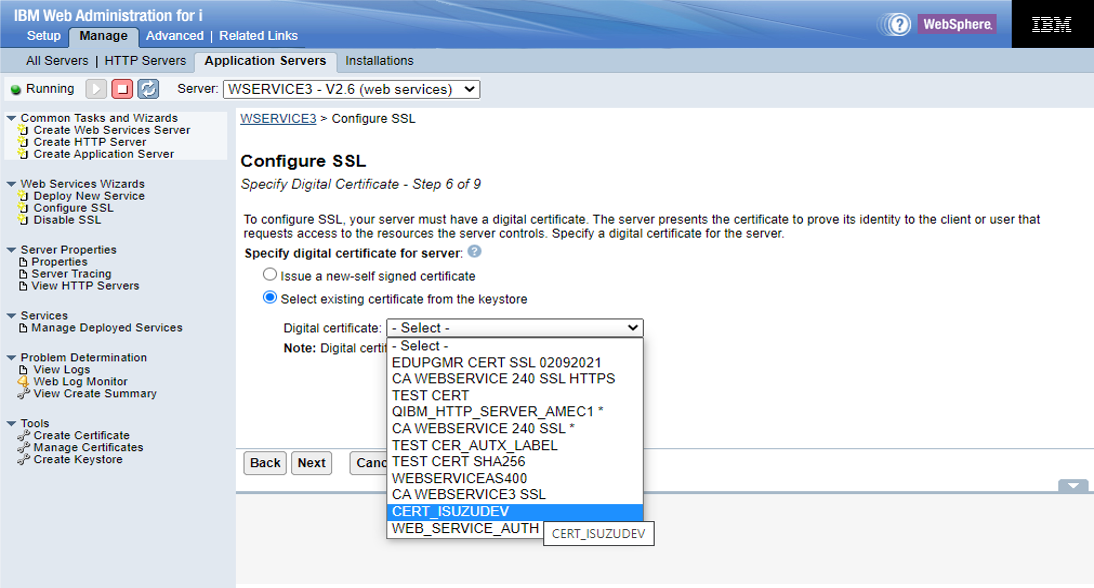 IBM Web Administration for i
Setup Manage Advanced | Related Links
WebSphere.
IBM
All Servers | HTTP Servers Application Servers Installations
Running Server: WSERVICE3 - V2.6 (web services)
Common Tasks and Wizards
Create Web Services Server
Create HTTP Server
Create Application Server
Web Services Wizards
Deploy New Service
Configure SSL
Disable SSL
Server Properties
Properties
Server Tracing
View HTTP Servers
Services
Manage Deployed Services
Problem Determination
View Logs
Web Log Monitor
View Create Summary
Tools
Create Certificate
Manage Certificates
Create Keystore
WSERVICE3 > Configure SSL
Configure SSL
Specify Digital Certificate - Step 6 of 9
To configure SSL, your server must have a digital certificate. The server presents the certificate to prove its identity to the client or user that
requests access to the resources the server controls. Specify a digital certificate for the server.
Specify digital certificate for server: ?
Issue a new-self signed certificate
Select existing certificate from the keystore
Digital certificate: - Select -
Note: Digital certi
- Select -
EDUPGMR CERT SSL 02092021
CA WEBSERVICE 240 SSL HTTPS
TEST CERT
QIBM_HTTP_SERVER_AMEC1 *
CA WEBSERVICE 240 SSL *
TEST CER_AUTX_LABEL
TEST CERT SHA256
WEBSERVICEAS400
CA WEBSERVICE3 SSL
CERT_ISUZUDEV
WEB_SERVICE_AUTH
CERT_ISUZUDEV
Back Next Canc